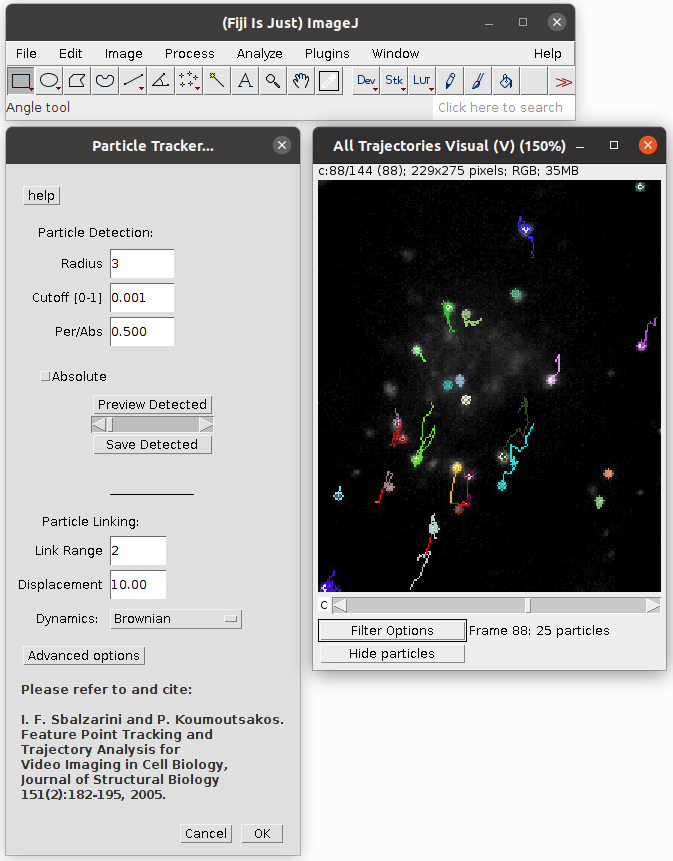 (Fiji Is Just) ImageJ
File Edit Image Process Analyze Plugins Window Help
A Dev Stk LUT >>
Angle tool Click here to search
Particle Tracker...
help
Particle Detection:
Radius 3
Cutoff [0-1] 0.001
Per/Abs 0.500
Absolute
Preview Detected
Save Detected
Particle Linking:
Link Range 2
Displacement 10.00
Dynamics: Brownian
Advanced options
Please refer to and cite:
I. F. Sbalzarini and P. Koumoutsakos.
Feature Point Tracking and
Trajectory Analysis for
Video Imaging in Cell Biology,
Journal of Structural Biology
151(2):182-195, 2005.
Cancel OK
All Trajectories Visual (V) (150%)
c:88/144 (88); 229x275 pixels; RGB; 35MB
C
Filter Options Frame 88: 25 particles
Hide particles